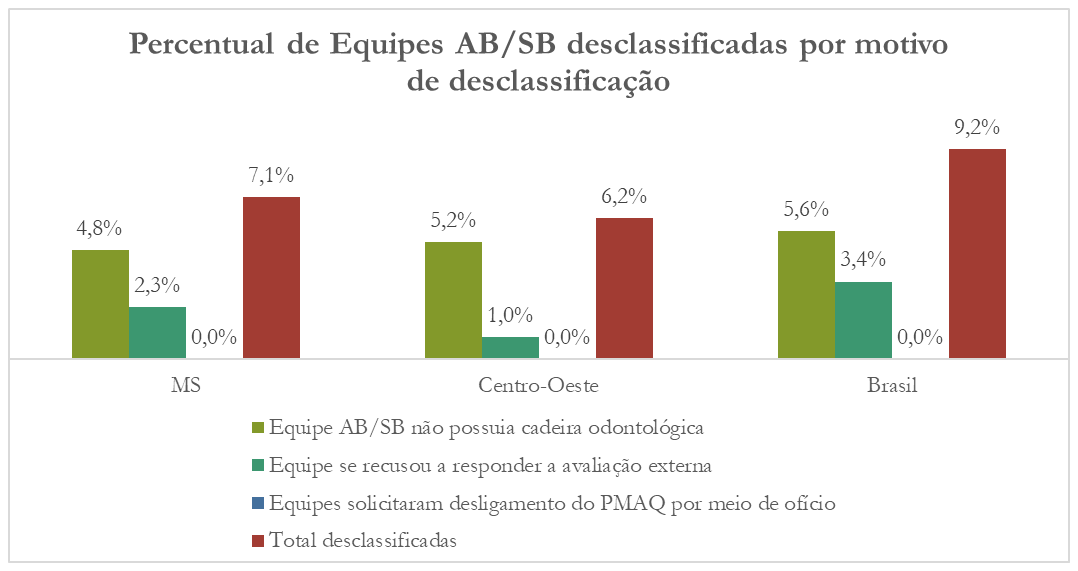 Percentual de Equipes AB/SB desclassificadas por motivo
de desclassificação
4,8%
2,3%
0,0%
7,1%
5,2%
1,0%
0,0%
6,2%
5,6%
3,4%
0,0%
9,2%
MS
Centro-Oeste
Brasil
Equipe AB/SB não possuia cadeira odontológica
Equipe se recusou a responder a avaliação externa
Equipes solicitaram desligamento do PMAQ por meio de ofício
Total desclassificadas